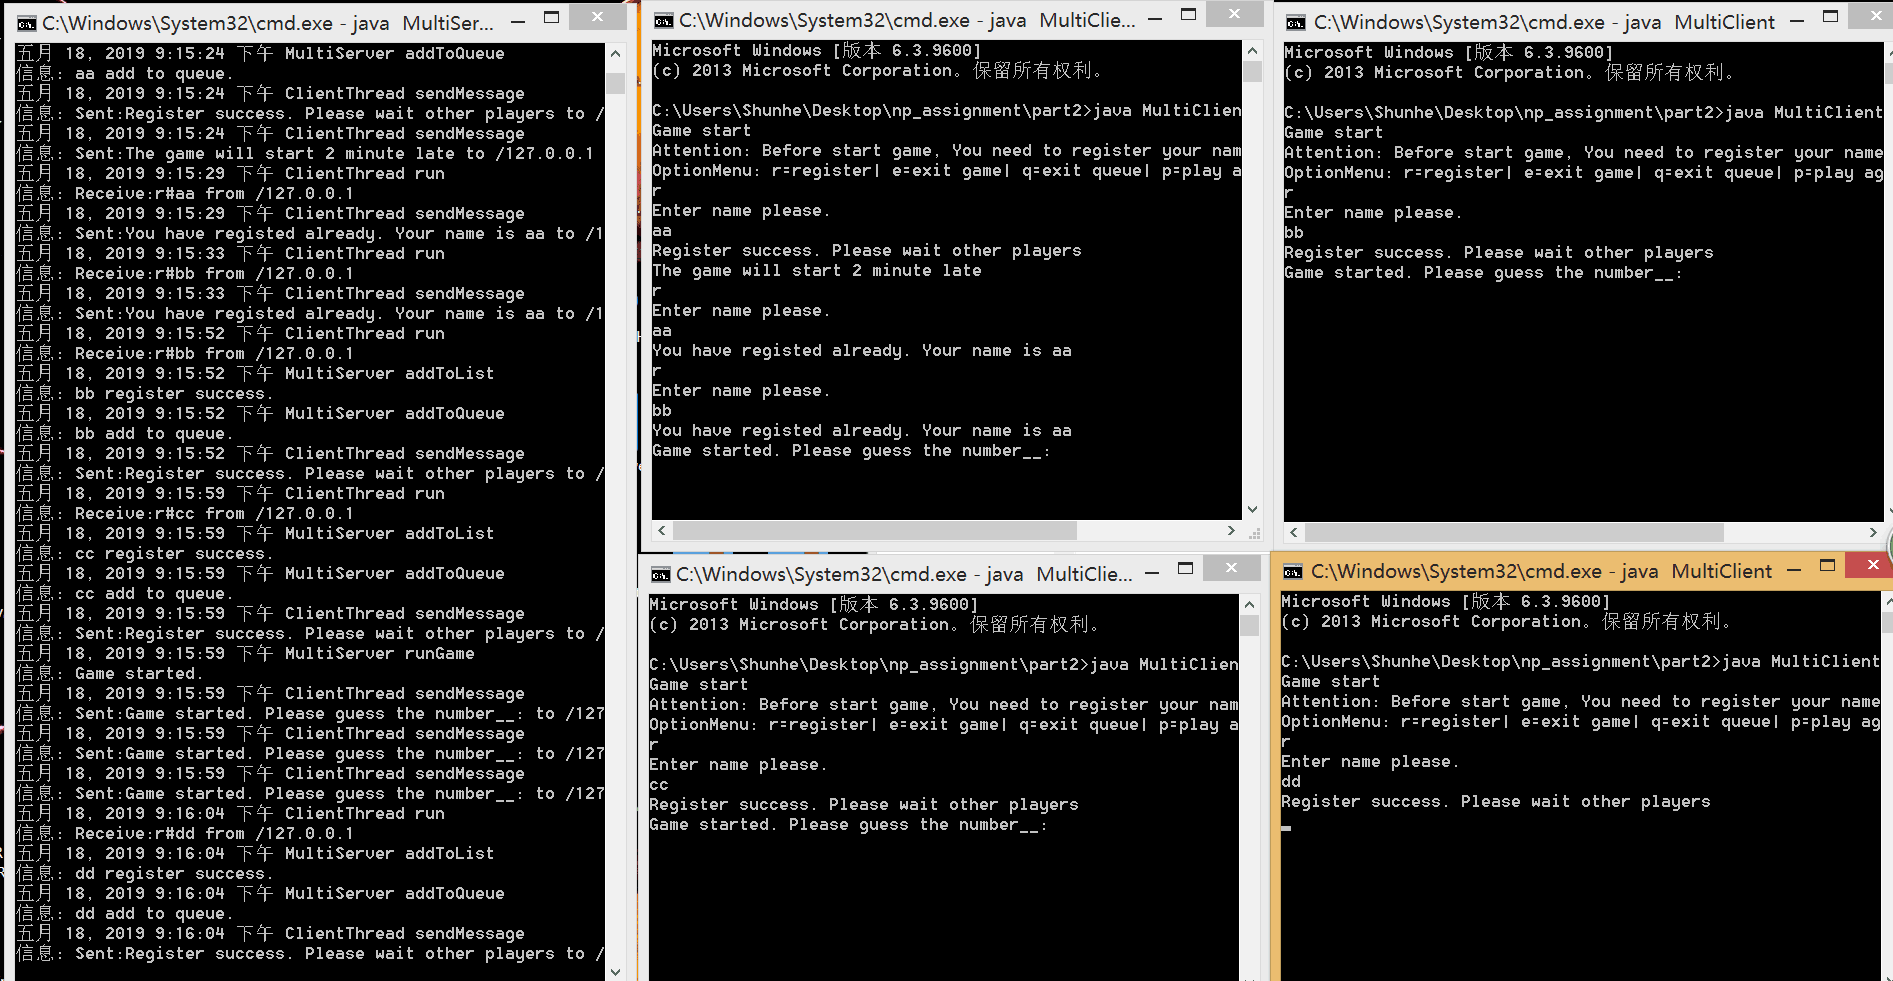 C:\Windows\System32\cmd.exe - java  MultiSer...
五月 18, 2019 9:15:24 下午 MultiServer addToQueue
信息: aa add to queue.
五月 18, 2019 9:15:24 下午 ClientThread sendMessage
信息: Sent:Register success. Please wait other players to /
五月 18, 2019 9:15:24 下午 ClientThread sendMessage
信息: Sent:The game will start 2 minute late to /127.0.0.1
五月 18, 2019 9:15:29 下午 ClientThread run
信息: Receive:r#aa from /127.0.0.1
五月 18, 2019 9:15:29 下午 ClientThread sendMessage
信息: Sent:You have registed already. Your name is aa to /1
五月 18, 2019 9:15:33 下午 ClientThread run
信息: Receive:r#bb from /127.0.0.1
五月 18, 2019 9:15:33 下午 ClientThread sendMessage
信息: Sent:You have registed already. Your name is aa to /1
五月 18, 2019 9:15:52 下午 ClientThread run
信息: Receive:r#bb from /127.0.0.1
五月 18, 2019 9:15:52 下午 MultiServer addToList
信息: bb register success.
五月 18, 2019 9:15:52 下午 MultiServer addToQueue
信息: bb add to queue.
五月 18, 2019 9:15:52 下午 ClientThread sendMessage
信息: Sent:Register success. Please wait other players to /
五月 18, 2019 9:15:59 下午 ClientThread run
信息: Receive:r#cc from /127.0.0.1
五月 18, 2019 9:15:59 下午 MultiServer addToList
信息: cc register success.
五月 18, 2019 9:15:59 下午 MultiServer addToQueue
信息: cc add to queue.
五月 18, 2019 9:15:59 下午 ClientThread sendMessage
信息: Sent:Register success. Please wait other players to /
五月 18, 2019 9:15:59 下午 MultiServer runGame
信息: Game started.
五月 18, 2019 9:15:59 下午 ClientThread sendMessage
信息: Sent:Game started. Please guess the number__: to /127
五月 18, 2019 9:15:59 下午 ClientThread sendMessage
信息: Sent:Game started. Please guess the number__: to /127
五月 18, 2019 9:15:59 下午 ClientThread sendMessage
信息: Sent:Game started. Please guess the number__: to /127
五月 18, 2019 9:16:04 下午 ClientThread run
信息: Receive:r#dd from /127.0.0.1
五月 18, 2019 9:16:04 下午 MultiServer addToList
信息: dd register success.
五月 18, 2019 9:16:04 下午 MultiServer addToQueue
信息: dd add to queue.
五月 18, 2019 9:16:04 下午 ClientThread sendMessage
信息: Sent:Register success. Please wait other players to /
C:\Windows\System32\cmd.exe - java  MultiClie...
Microsoft Windows [版本 6.3.9600]
(c) 2013 Microsoft Corporation。保留所有权利。
C:\Users\Shunhe\Desktop\np_assignment\part2>java MultiClien
Game start
Attention: Before start game, You need to register your nam
OptionMenu: r=register| e=exit game| q=exit queue| p=play a
r
Enter name please.
aa
Register success. Please wait other players
The game will start 2 minute late
r
Enter name please.
aa
You have registed already. Your name is aa
r
Enter name please.
bb
You have registed already. Your name is aa
Game started. Please guess the number__:
C:\Windows\System32\cmd.exe - java  MultiClient
Microsoft Windows [版本 6.3.9600]
(c) 2013 Microsoft Corporation。保留所有权利。
C:\Users\Shunhe\Desktop\np_assignment\part2>java MultiClient
Game start
Attention: Before start game, You need to register your name
OptionMenu: r=register| e=exit game| q=exit queue| p=play ag
r
Enter name please.
bb
Register success. Please wait other players
Game started. Please guess the number__:
C:\Windows\System32\cmd.exe - java  MultiClie...
Microsoft Windows [版本 6.3.9600]
(c) 2013 Microsoft Corporation。保留所有权利。
C:\Users\Shunhe\Desktop\np_assignment\part2>java MultiClien
Game start
Attention: Before start game, You need to register your nam
OptionMenu: r=register| e=exit game| q=exit queue| p=play a
r
Enter name please.
cc
Register success. Please wait other players
Game started. Please guess the number__:
C:\Windows\System32\cmd.exe - java  MultiClient
Microsoft Windows [版本 6.3.9600]
(c) 2013 Microsoft Corporation。保留所有权利。
C:\Users\Shunhe\Desktop\np_assignment\part2>java MultiClient
Game start
Attention: Before start game, You need to register your name
OptionMenu: r=register| e=exit game| q=exit queue| p=play ag
r
Enter name please.
dd
Register success. Please wait other players